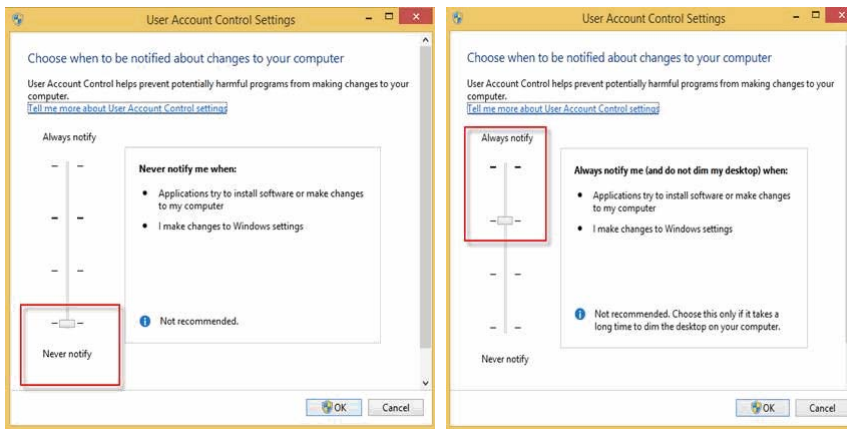 User Account Control Settings
Choose when to be notified about changes to your computer
User Account Control helps prevent potentially harmful programs from making changes to your
computer.
Tell me more about User Account Control settings
Always notify
Never notify me when:
• Applications try to install software or make changes
to my computer
• I make changes to Windows settings
Not recommended.
Never notify
OK
Cancel
User Account Control Settings
Choose when to be notified about changes to your computer
User Account Control helps prevent potentially harmful programs from making changes to your
computer.
Tell me more about User Account Control settings
Always notify
Always notify me (and do not dim my desktop) when:
• Applications try to install software or make changes
to my computer
• I make changes to Windows settings
Not recommended. Choose this only if it takes a
long time to dim the desktop on your computer.
Never notify
OK
Cancel